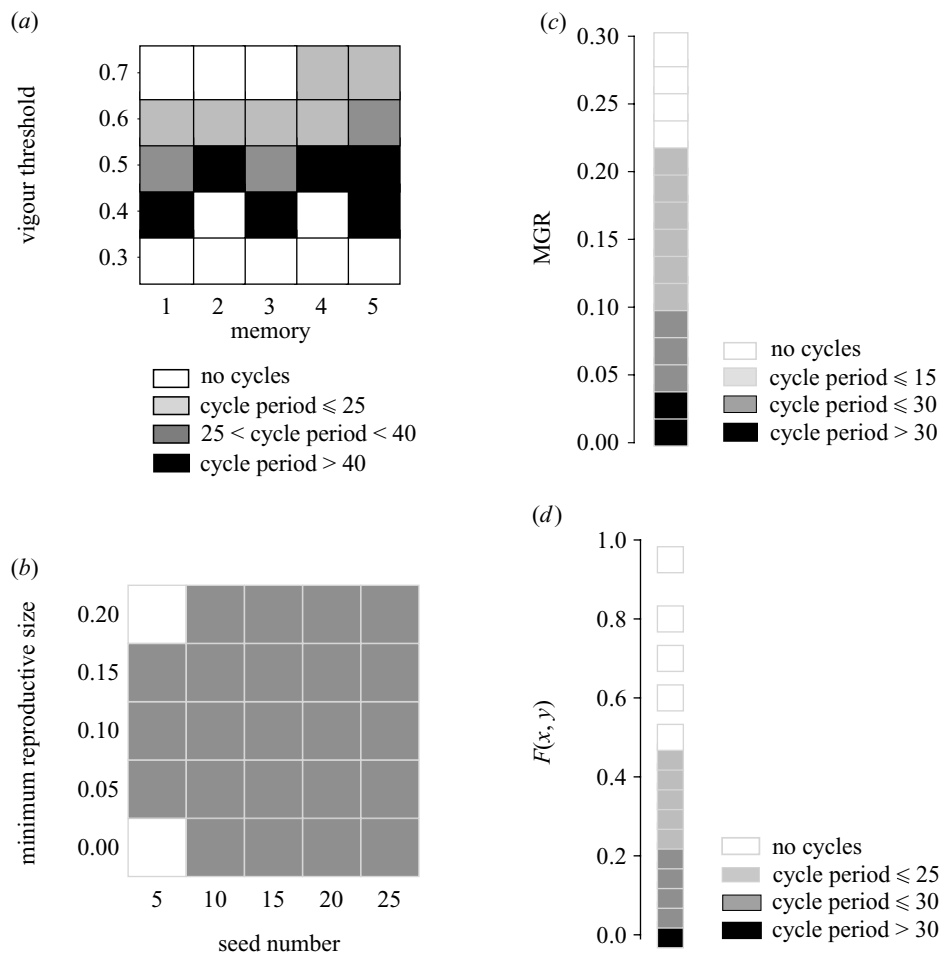 (a)
vigour threshold
0.7
0.6
0.5
0.4
0.3
1 2 3 4 5
memory
no cycles
cycle period ⩽ 25
25 < cycle period < 40
cycle period > 40
(b)
minimum reproductive size
0.20
0.15
0.10
0.05
0.00
5 10 15 20 25
seed number
(c)
MGR
0.30
0.25
0.20
0.15
0.10
0.05
0.00
no cycles
cycle period ⩽ 15
cycle period ⩽ 30
cycle period > 30
(d)
F(x, y)
1.0
0.8
0.6
0.4
0.2
0.0
no cycles
cycle period ⩽ 25
cycle period ⩽ 30
cycle period > 30